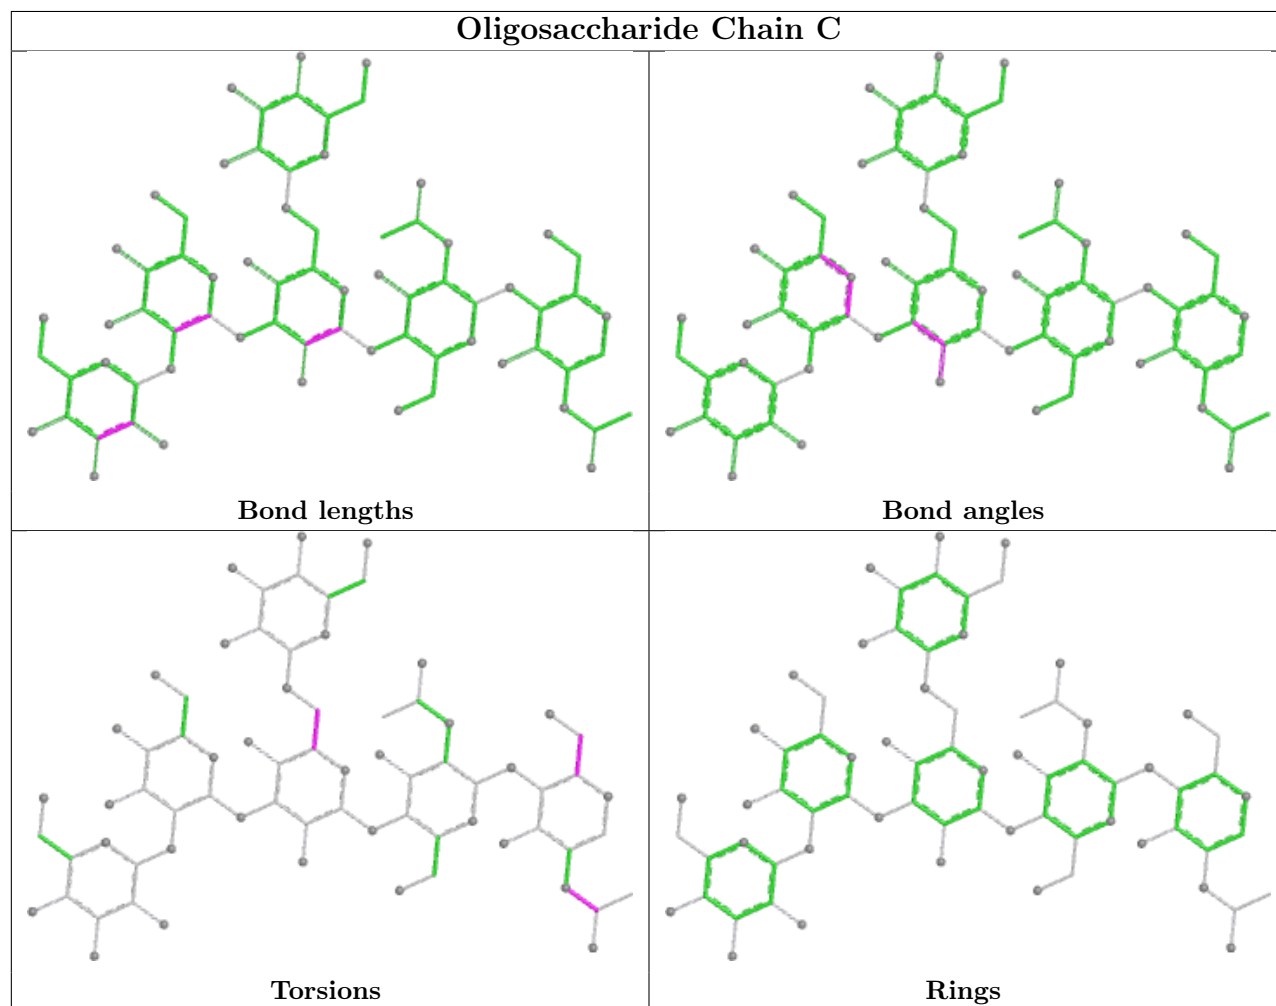 Oligosaccharide Chain C
Bond lengths
Bond angles
Torsions
Rings